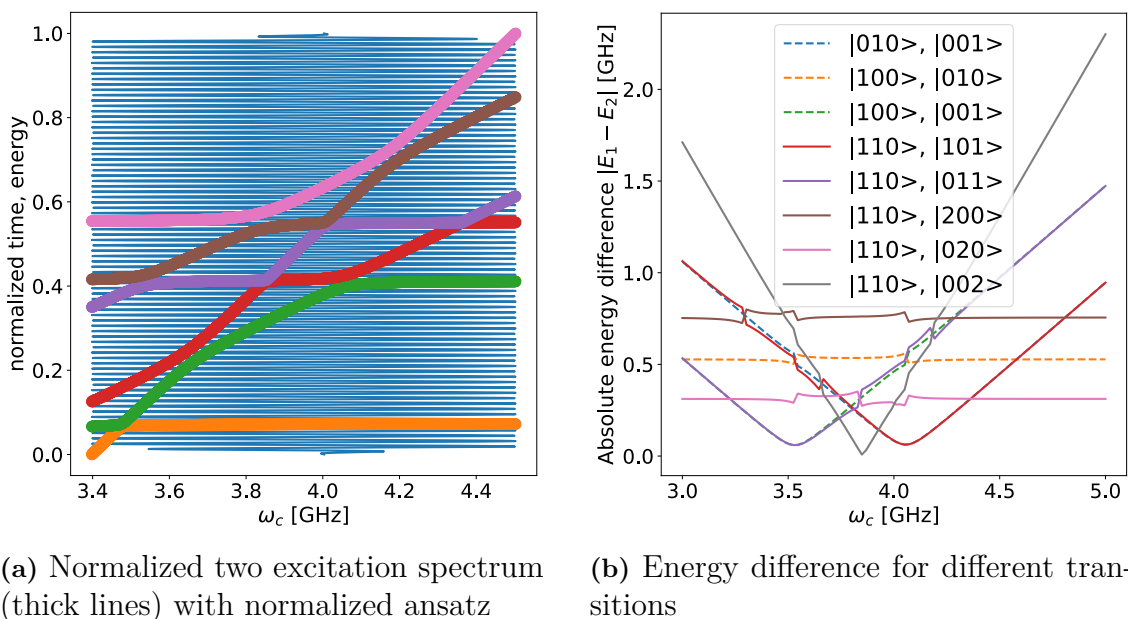 normalized time, energy
1.0
0.8
0.6
0.4
0.2
0.0
3.4 3.6 3.8 4.0 4.2 4.4
ω_c [GHz]
(a) Normalized two excitation spectrum
(thick lines) with normalized ansatz
Absolute energy difference |E₁ − E₂| [GHz]
2.0
1.5
1.0
0.5
0.0
|010>, |001>
|100>, |010>
|100>, |001>
|110>, |101>
|110>, |011>
|110>, |200>
|110>, |020>
|110>, |002>
3.0 3.5 4.0 4.5 5.0
ω_c [GHz]
(b) Energy difference for different tran-
sitions